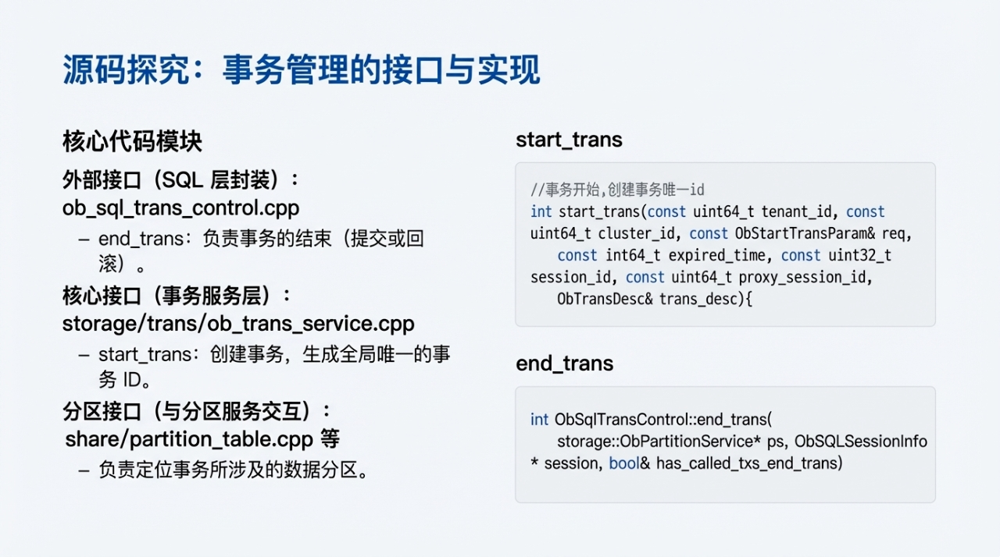 源码探究：事务管理的接口与实现
核心代码模块
外部接口（SQL 层封装）：
ob_sql_trans_control.cpp
– end_trans：负责事务的结束（提交或回
滚）。
核心接口（事务服务层）：
storage/trans/ob_trans_service.cpp
– start_trans：创建事务，生成全局唯一的事
务 ID。
分区接口（与分区服务交互）：
share/partition_table.cpp 等
– 负责定位事务所涉及的数据分区。
start_trans
//事务开始,创建事务唯一id
int start_trans(const uint64_t tenant_id, const
uint64_t cluster_id, const ObStartTransParam& req,
const int64_t expired_time, const uint32_t
session_id, const uint64_t proxy_session_id,
ObTransDesc& trans_desc){
end_trans
int ObSqlTransControl::end_trans(
storage::ObPartitionService* ps, ObSQLSessionInfo
* session, bool& has_called_txs_end_trans)